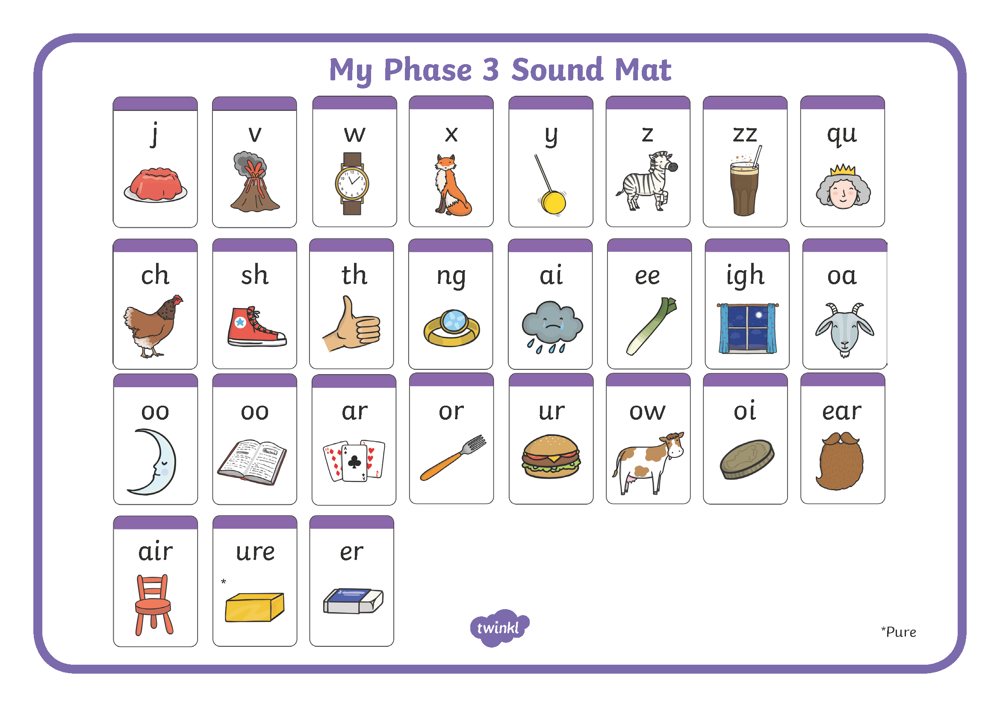 My Phase 3 Sound Mat
j v w x y z zz qu
ch sh th ng ai ee igh oa
oo oo ar or ur ow oi ear
air ure er
*
twinkl
*Pure